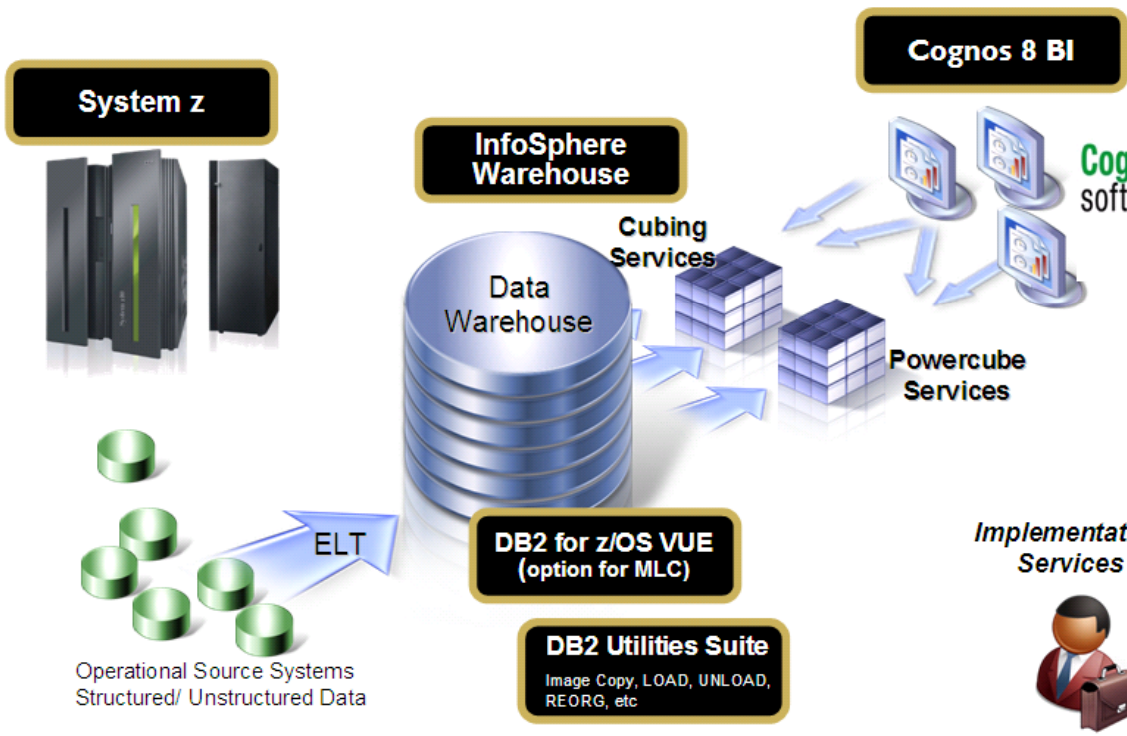 Cognos 8 BI
System z
InfoSphere
Warehouse
Cubing
Services
Data
Warehouse
Powercube
Services
ELT
DB2 for z/OS VUE
(option for MLC)
Services
DB2 Utilities Suite
Image Copy, LOAD, UNLOAD,
REORG, etc
Operational Source Systems
Structured/ Unstructured Data